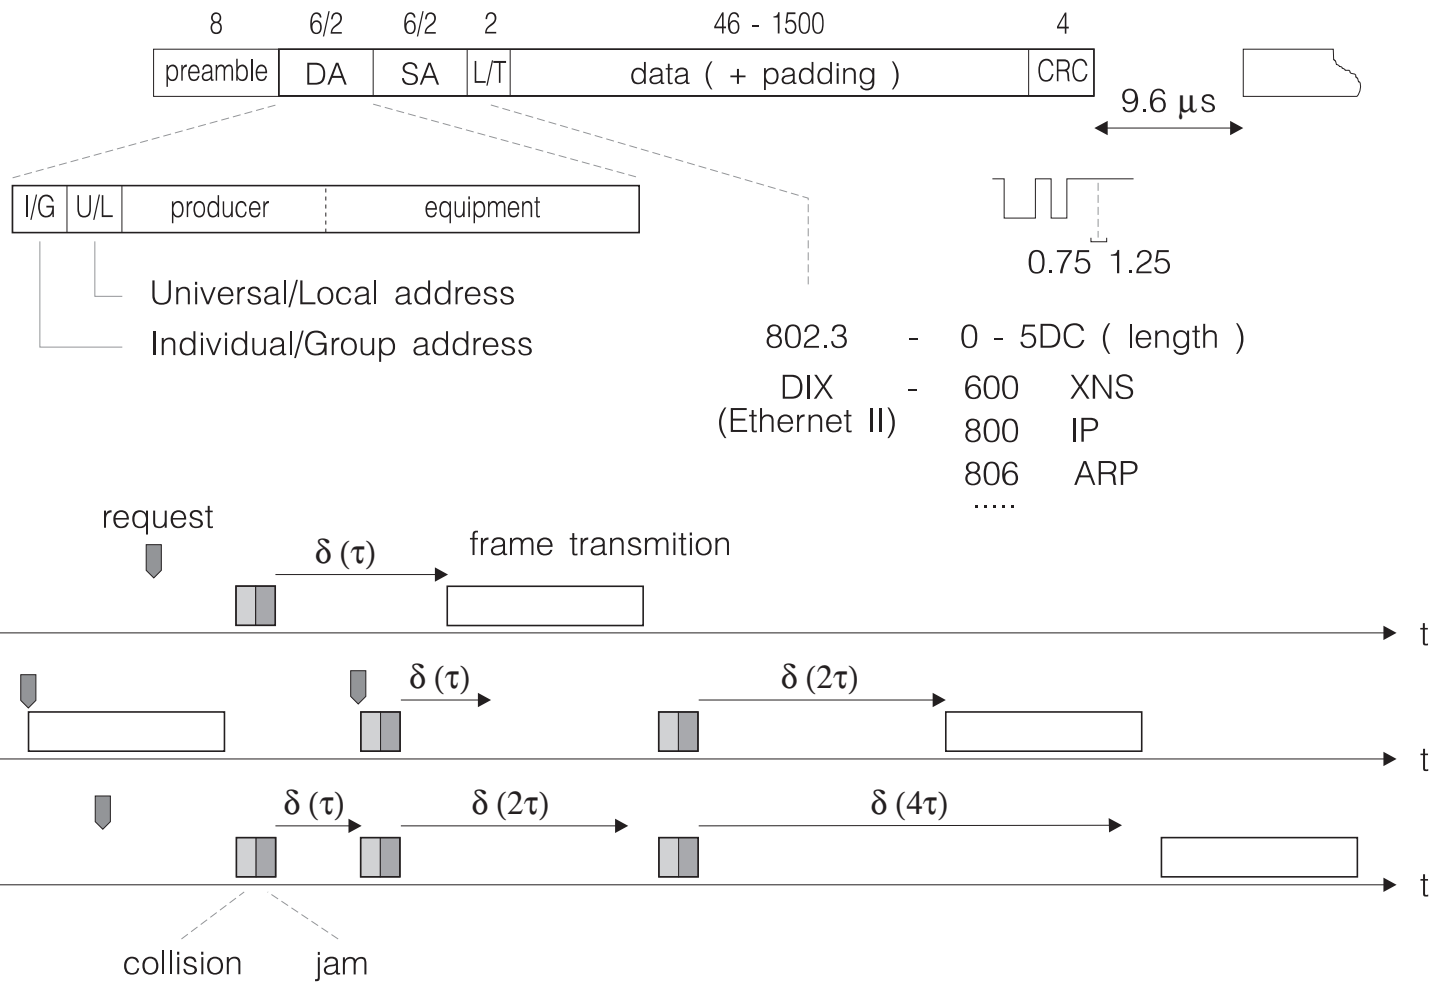 8 6/2 6/2 2 46 - 1500 4
preamble DA SA L/T data ( + padding ) CRC
9.6 μs
I/G U/L producer equipment
0.75 1.25
Universal/Local address
Individual/Group address
802.3 - 0 - 5DC ( length )
DIX - 600 XNS
(Ethernet II)
800 IP
806 ARP
.....
request
δ (τ) frame transmition
t
δ (τ) δ (2τ)
t
δ (τ) δ (2τ) δ (4τ)
t
collision jam